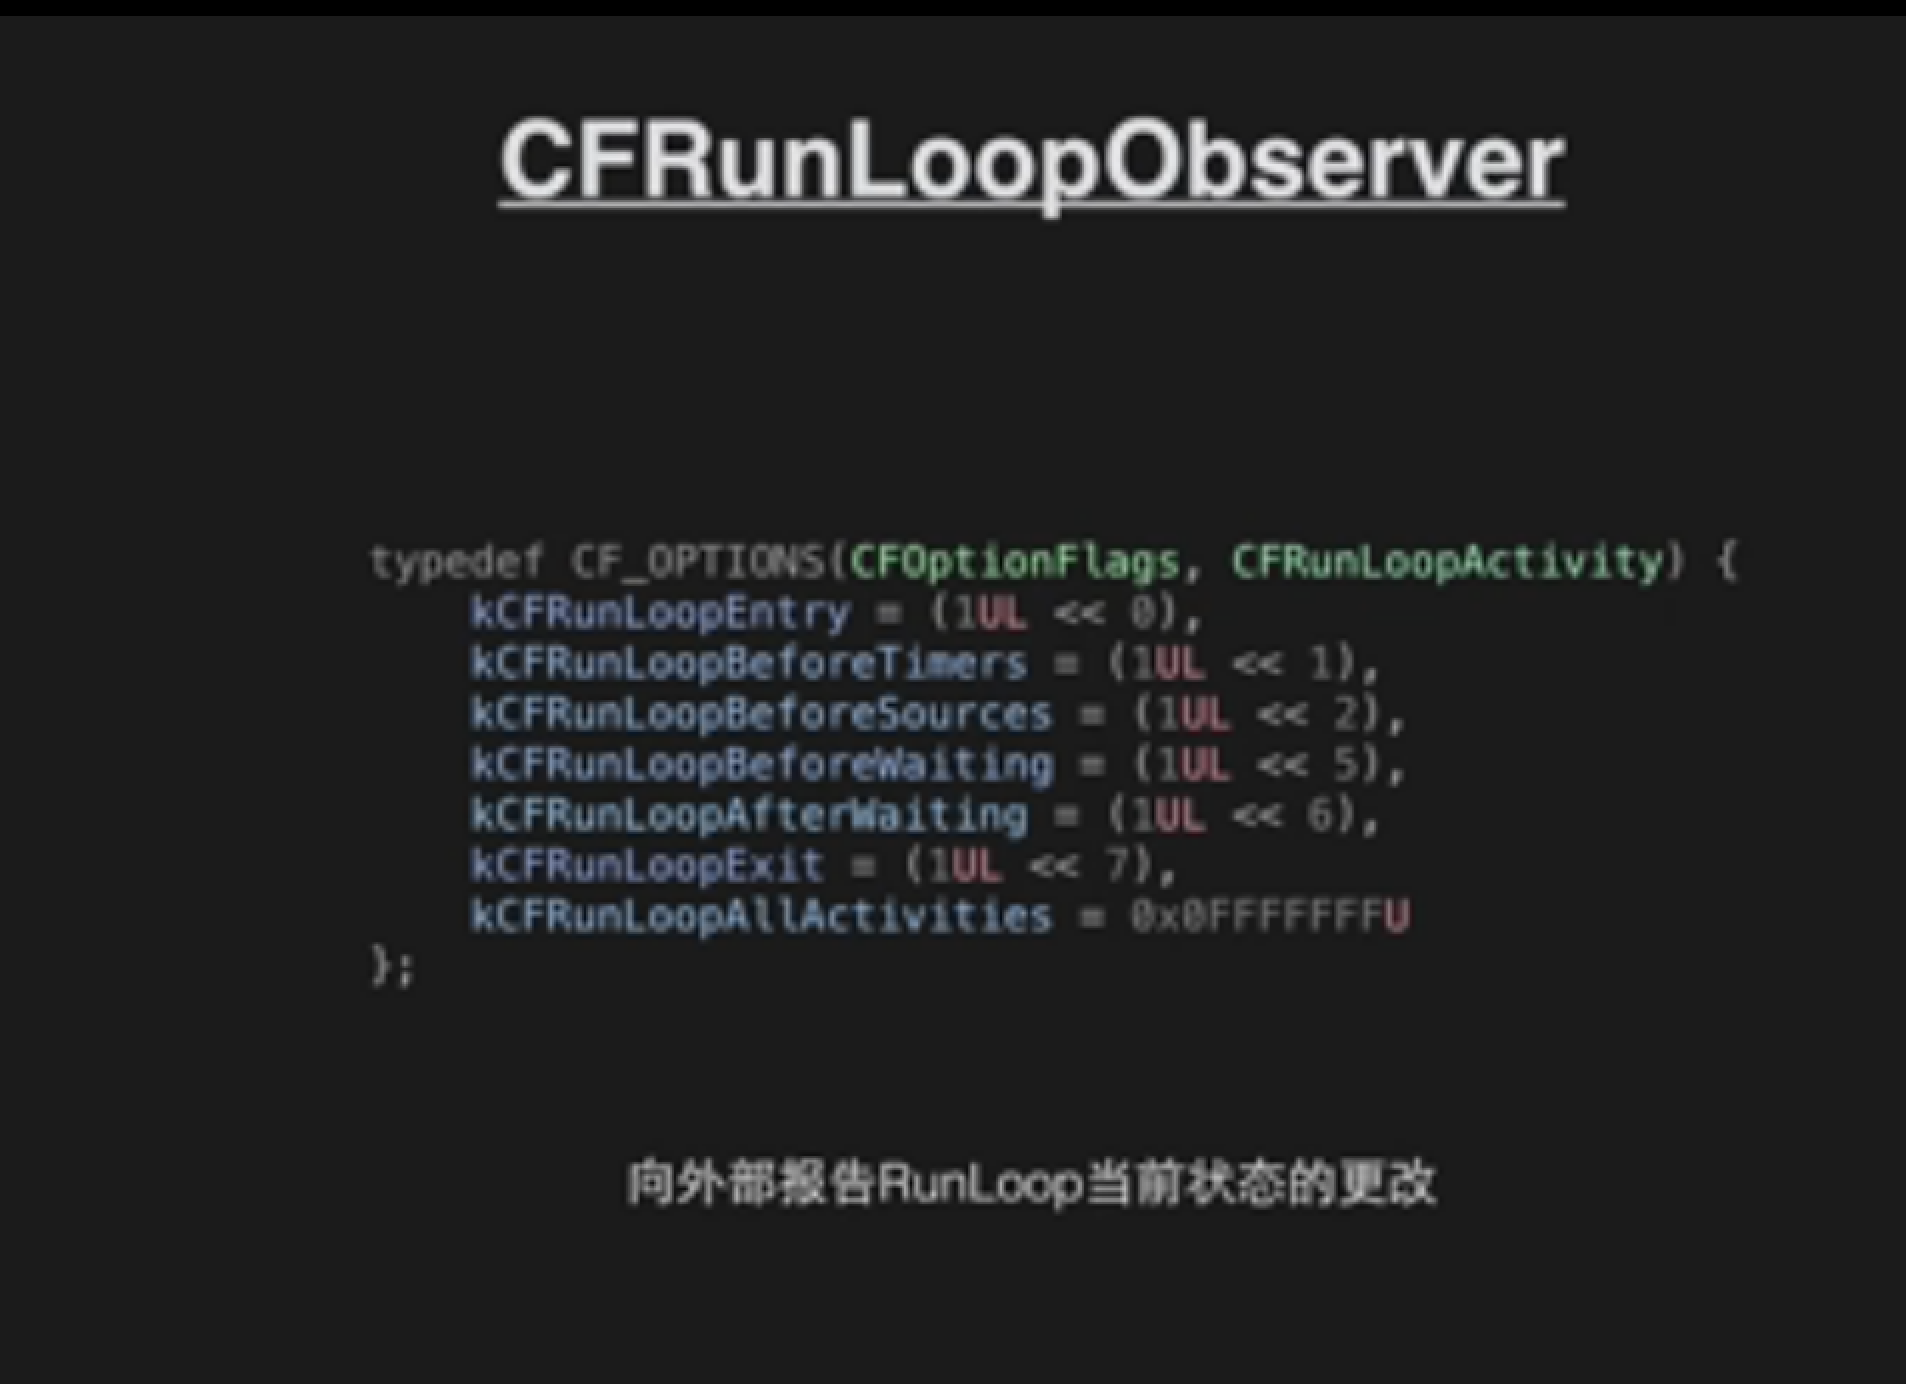 CFRunLoopObserver
typedef CF_OPTIONS(CFOptionFlags, CFRunLoopActivity) {
    kCFRunLoopEntry = (1UL << 0),
    kCFRunLoopBeforeTimers = (1UL << 1),
    kCFRunLoopBeforeSources = (1UL << 2),
    kCFRunLoopBeforeWaiting = (1UL << 5),
    kCFRunLoopAfterWaiting = (1UL << 6),
    kCFRunLoopExit = (1UL << 7),
    kCFRunLoopAllActivities = 0x0FFFFFFFU
};
向外部报告RunLoop当前状态的更改